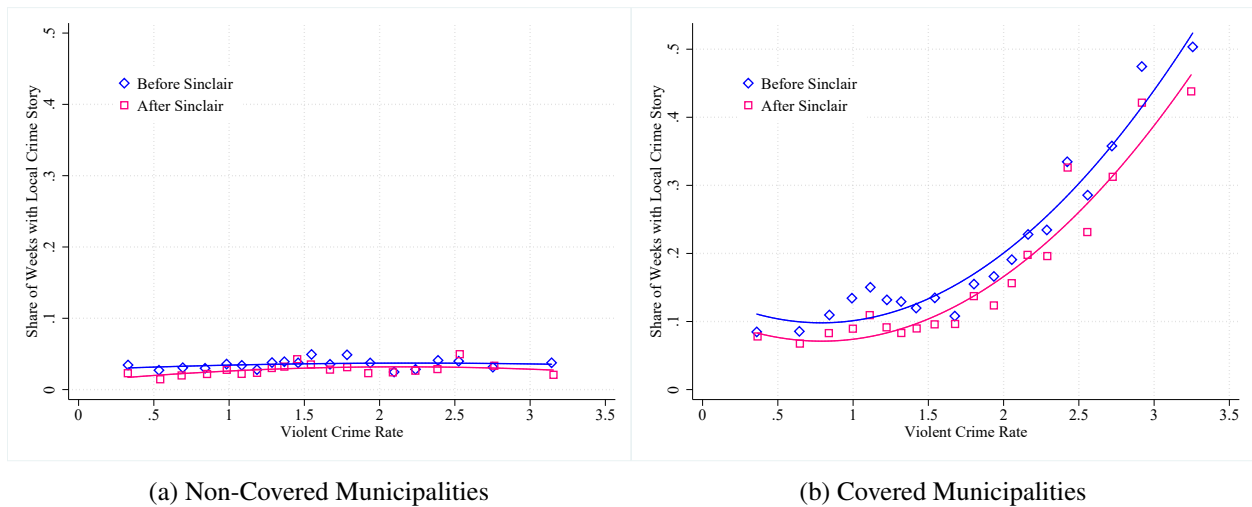 Share of Weeks with Local Crime Story
.5
.4
.3
.2
.1
0
Before Sinclair
After Sinclair
0 .5 1 1.5 2 2.5 3 3.5
Violent Crime Rate
(a) Non-Covered Municipalities
Share of Weeks with Local Crime Story
.5
.4
.3
.2
.1
0
Before Sinclair
After Sinclair
0 .5 1 1.5 2 2.5 3 3.5
Violent Crime Rate
(b) Covered Municipalities